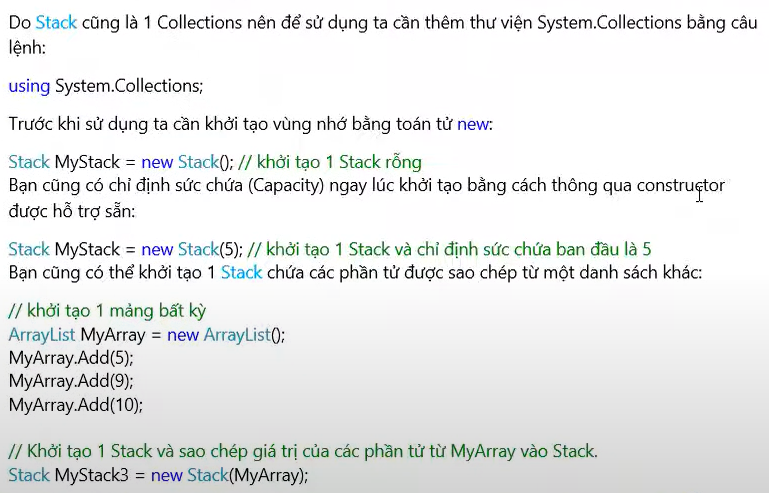 Do Stack cũng là 1 Collections nên để sử dụng ta cần thêm thư viện System.Collections bằng câu
lệnh:
using System.Collections;
Trước khi sử dụng ta cần khởi tạo vùng nhớ bằng toán tử new:
Stack MyStack = new Stack(); // khởi tạo 1 Stack rỗng
Bạn cũng có chỉ định sức chứa (Capacity) ngay lúc khởi tạo bằng cách thông qua constructor
được hỗ trợ sẵn:
Stack MyStack = new Stack(5); // khởi tạo 1 Stack và chỉ định sức chứa ban đầu là 5
Bạn cũng có thể khởi tạo 1 Stack chứa các phần tử được sao chép từ một danh sách khác:
// khởi tạo 1 mảng bất kỳ
ArrayList MyArray = new ArrayList();
MyArray.Add(5);
MyArray.Add(9);
MyArray.Add(10);
// Khởi tạo 1 Stack và sao chép giá trị của các phần tử từ MyArray vào Stack.
Stack MyStack3 = new Stack(MyArray);